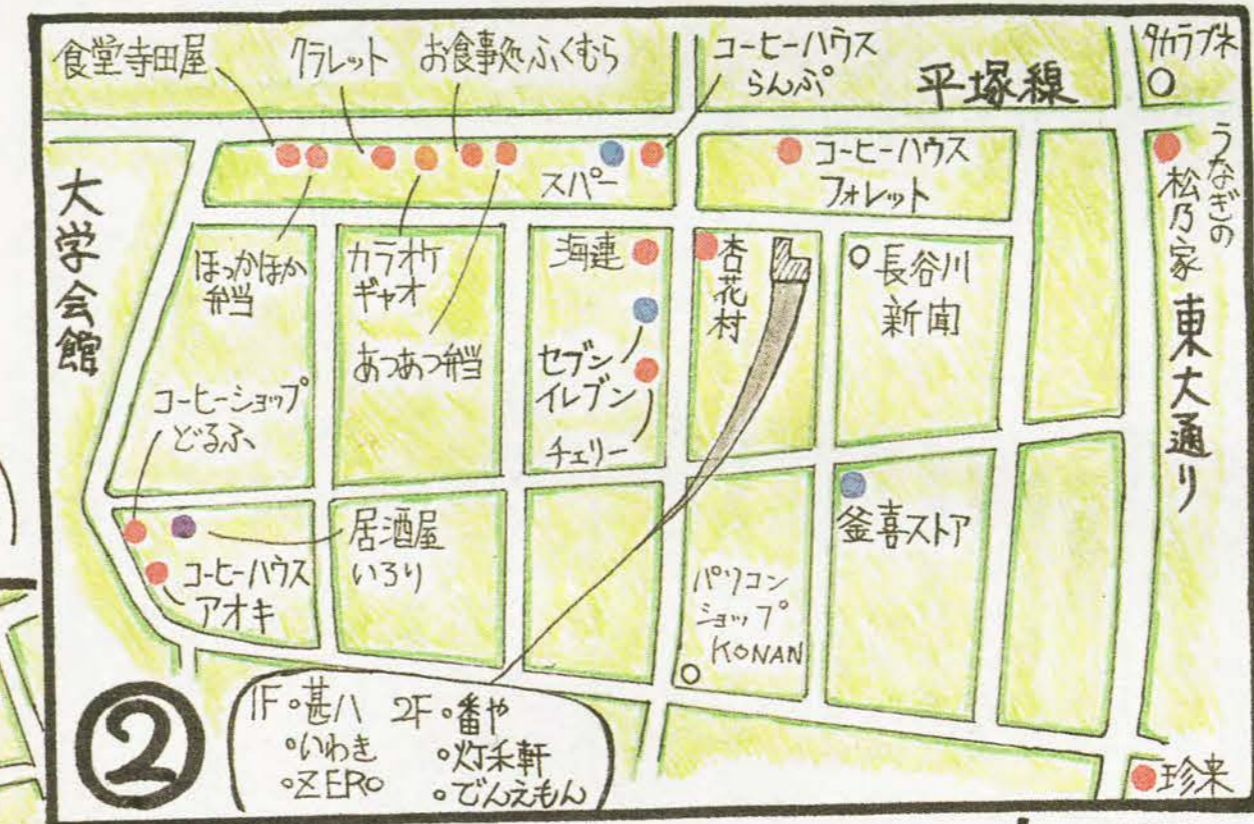 食堂寺田屋
クラレット
お食事処ふくむら
コーヒーハウス
らんぷ
平塚線
タカラブネ
スパー
コーヒーハウス
フォレット
うなぎの
松乃家
大学会館
ほっかほか
弁当
カラオケ
ギャオ
あつあつ弁当
海連
セブン
イレブン
チェリー
杏花村
長谷川
新聞
東大通り
コーヒーショップ
どるふ
居酒屋
いろり
コーヒーハウス
アオキ
釜喜ストア
パソコン
ショップ
KONAN
②
1F ◦甚八 2F ◦番や
◦いわき ◦灯禾軒
◦ZERO ◦でんえもん
珍来